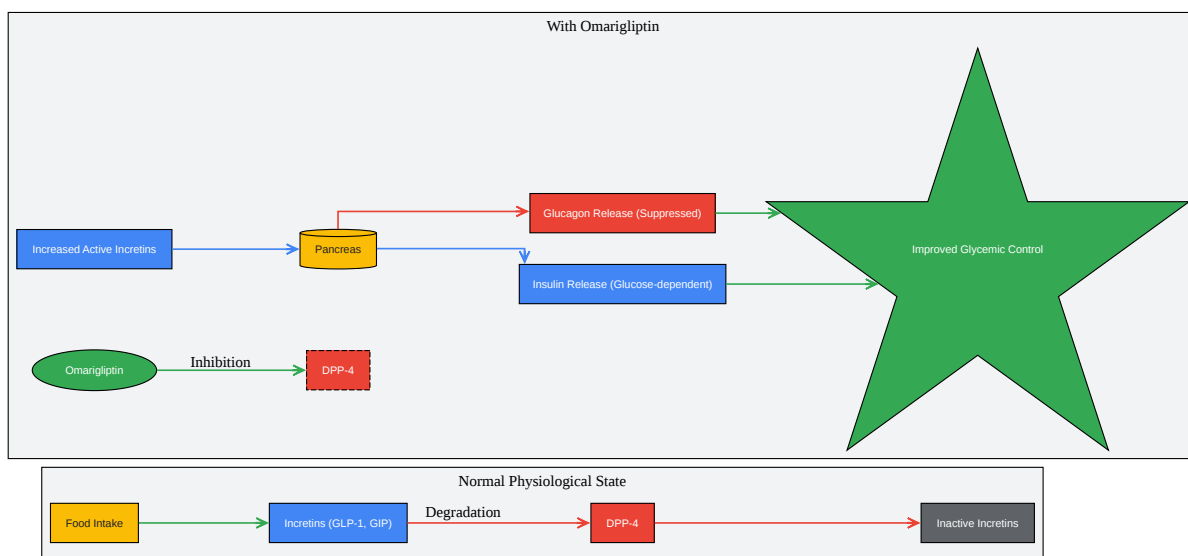 With Omarigliptin
Glucagon Release (Suppressed)
Increased Active Incretins
Pancreas
Improved Glycemic Control
Insulin Release (Glucose-dependent)
Omarigliptin
Inhibition
DPP-4
Normal Physiological State
Food Intake
Incretins (GLP-1, GIP)
Degradation
DPP-4
Inactive Incretins